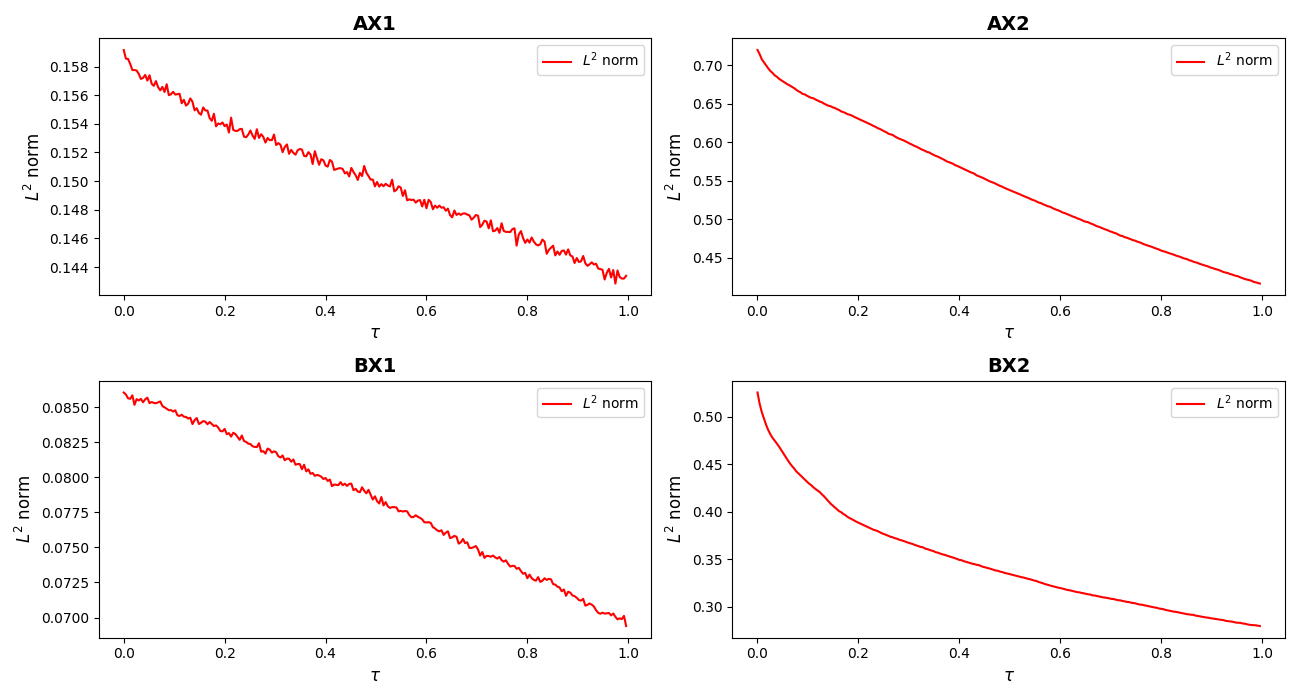 AX1
L² norm
0.158
0.156
0.154
0.152
0.150
0.148
0.146
0.144
L² norm
0.0 0.2 0.4 0.6 0.8 1.0
τ
AX2
L² norm
0.70
0.65
0.60
0.55
0.50
0.45
L² norm
0.0 0.2 0.4 0.6 0.8 1.0
τ
BX1
L² norm
0.0850
0.0825
0.0800
0.0775
0.0750
0.0725
0.0700
L² norm
0.0 0.2 0.4 0.6 0.8 1.0
τ
BX2
L² norm
0.50
0.45
0.40
0.35
0.30
L² norm
0.0 0.2 0.4 0.6 0.8 1.0
τ